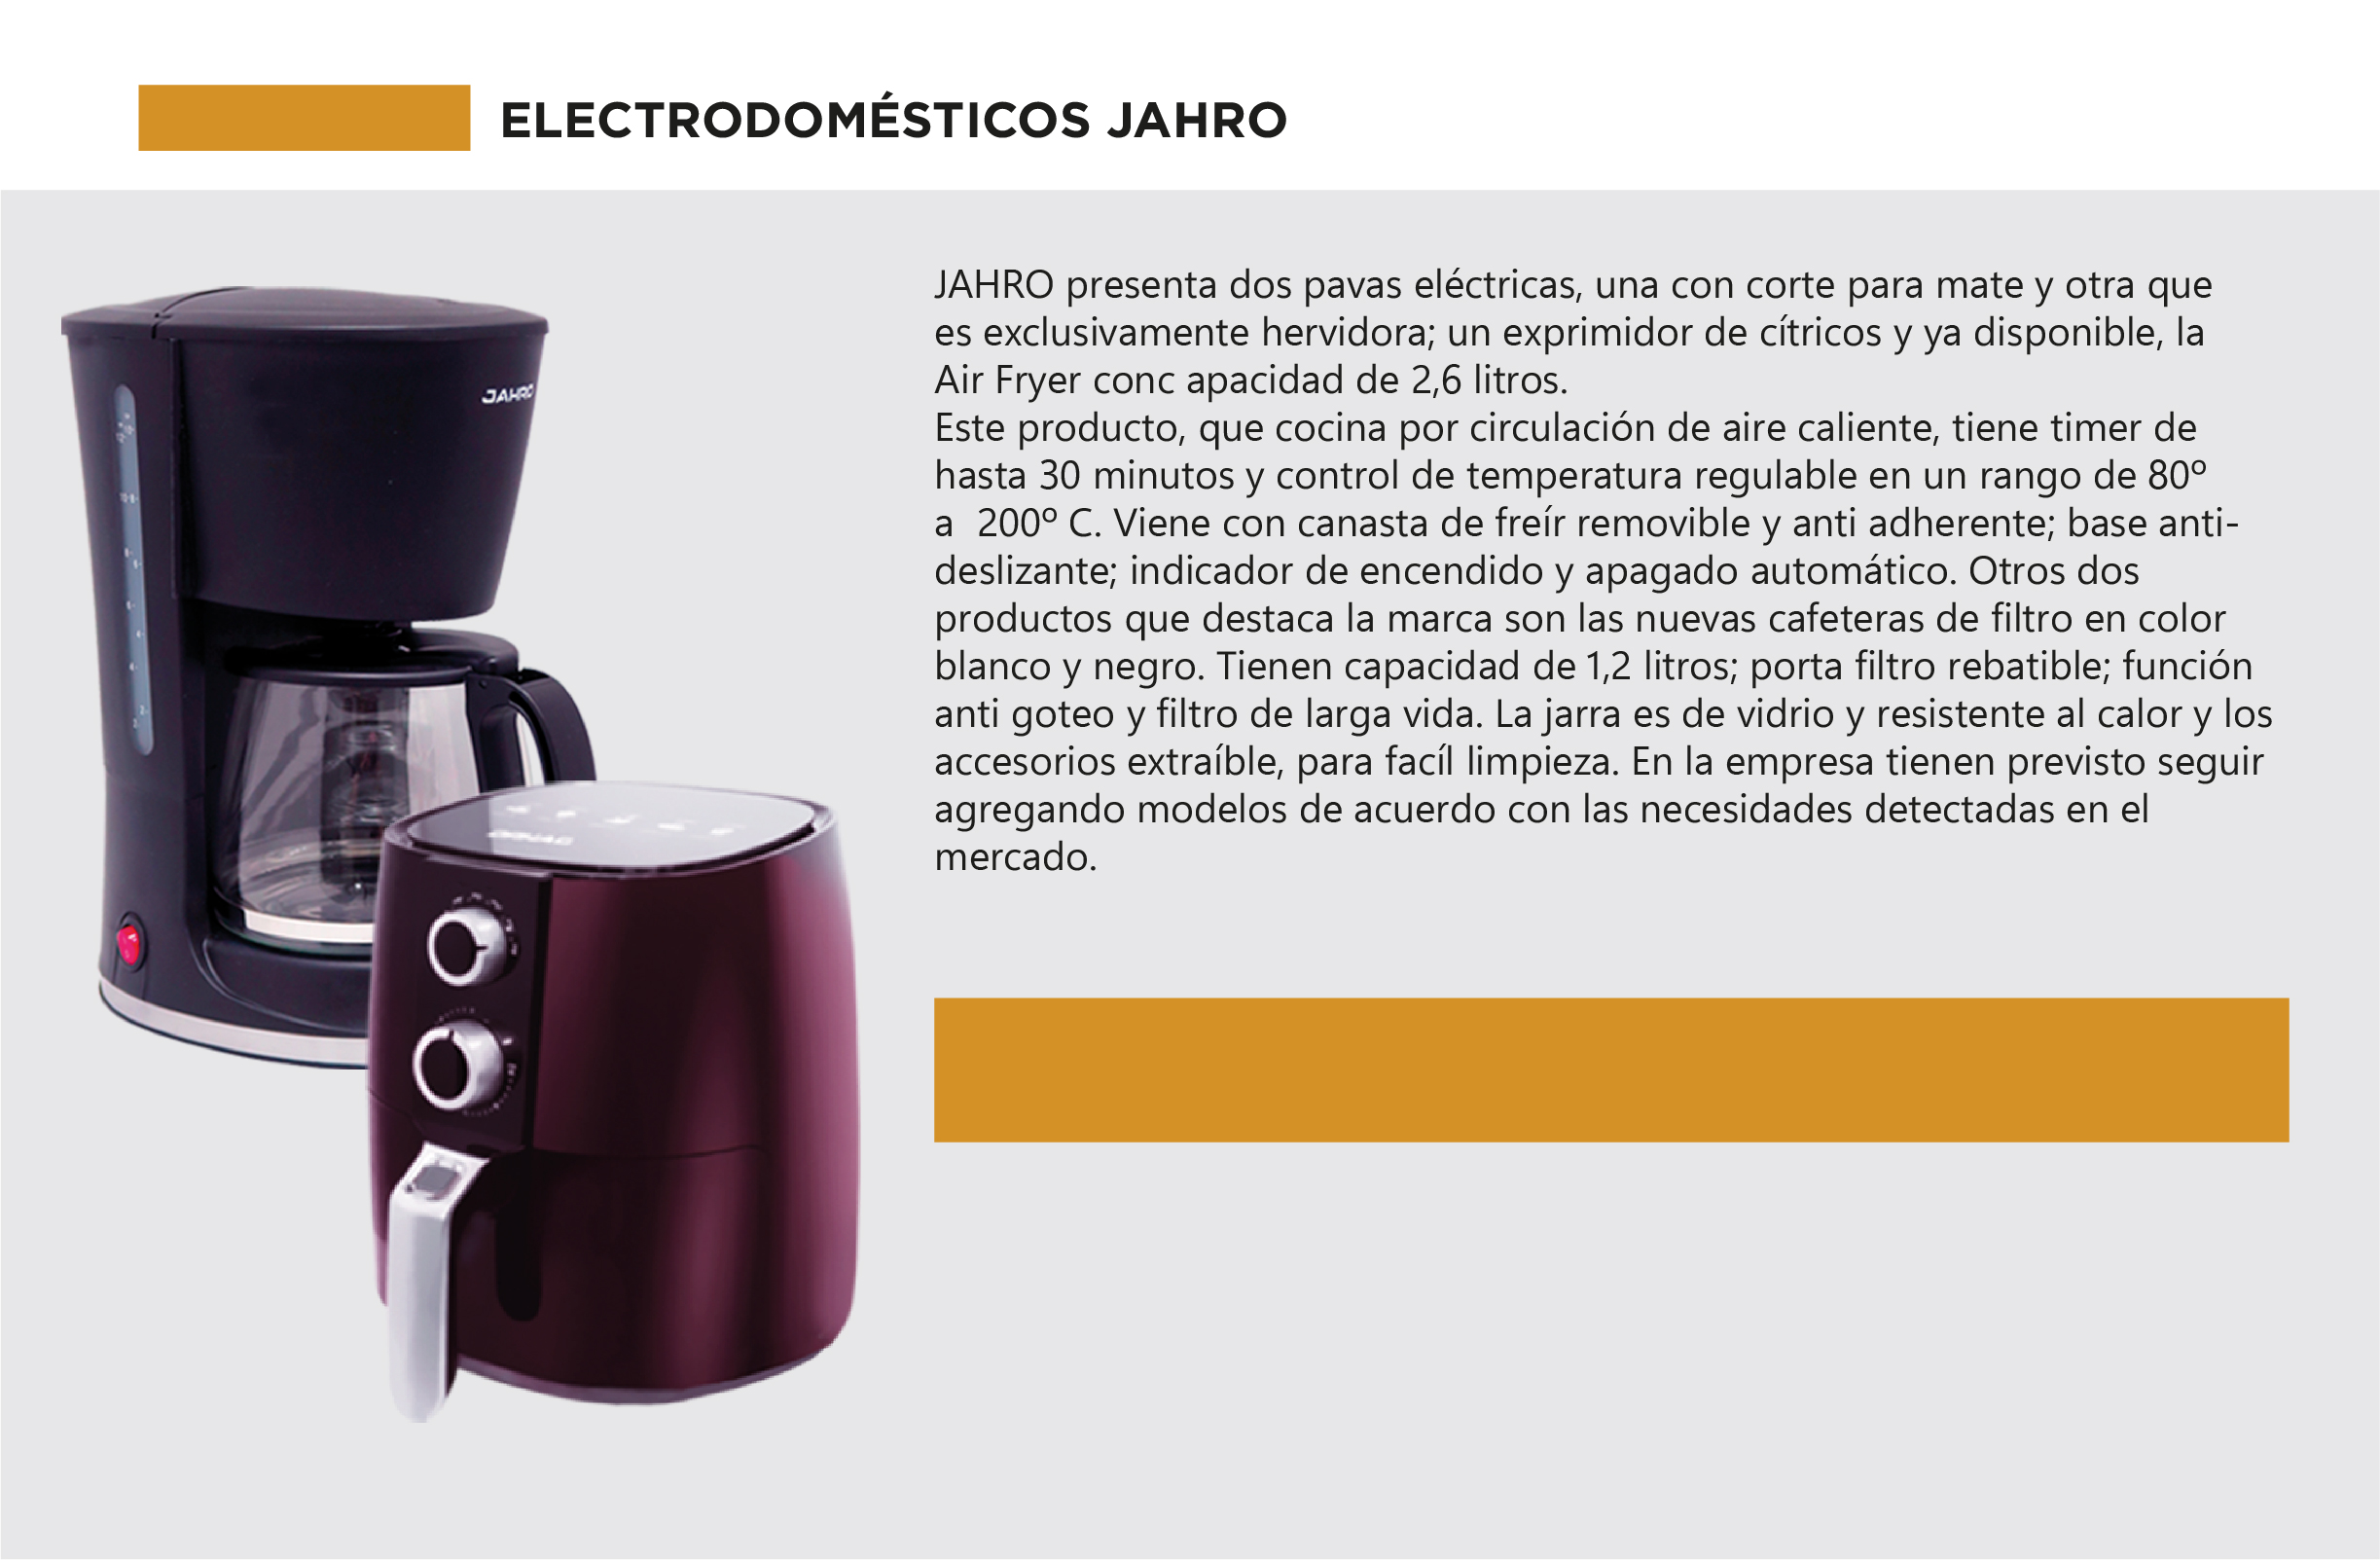 ELECTRODOMÉSTICOS JAHRO
JAHRO presenta dos pavas eléctricas, una con corte para mate y otra que
es exclusivamente hervidora; un exprimidor de cítricos y ya disponible, la
Air Fryer conc apacidad de 2,6 litros.
Este producto, que cocina por circulación de aire caliente, tiene timer de
hasta 30 minutos y control de temperatura regulable en un rango de 80º
a  200º C. Viene con canasta de freír removible y anti adherente; base anti-
deslizante; indicador de encendido y apagado automático. Otros dos
productos que destaca la marca son las nuevas cafeteras de filtro en color
blanco y negro. Tienen capacidad de 1,2 litros; porta filtro rebatible; función
anti goteo y filtro de larga vida. La jarra es de vidrio y resistente al calor y los
accesorios extraíble, para facíl limpieza. En la empresa tienen previsto seguir
agregando modelos de acuerdo con las necesidades detectadas en el
mercado.
JAHRO